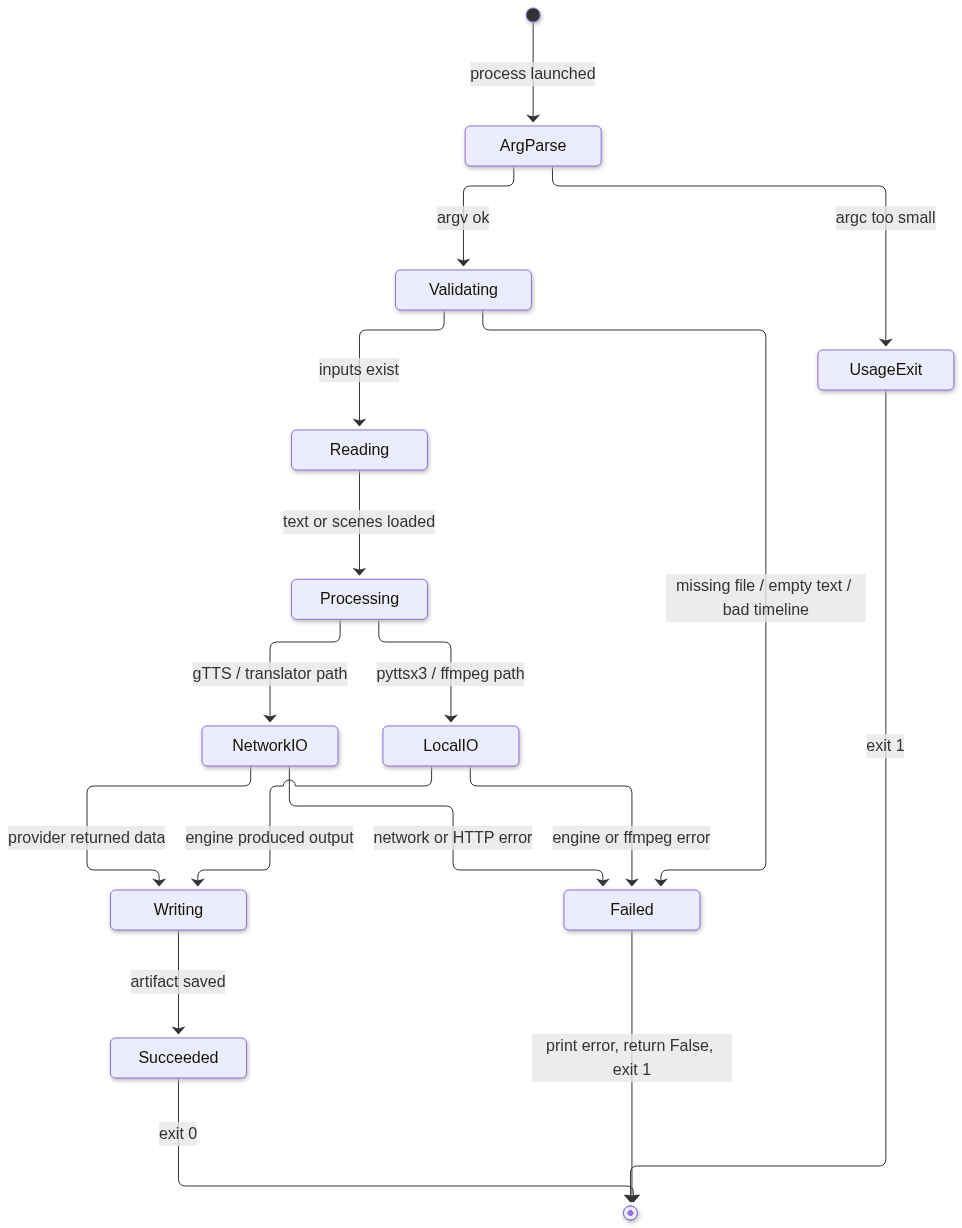 process launched
ArgParse
argv ok
argc too small
Validating
inputs exist
UsageExit
Reading
text or scenes loaded
missing file / empty text /
bad timeline
Processing
gTTS / translator path
pyttsx3 / ffmpeg path
NetworkIO
LocalIO
exit 1
provider returned data
engine produced output
network or HTTP error
engine or ffmpeg error
Writing
Failed
artifact saved
print error, return False,
exit 1
Succeeded
exit 0